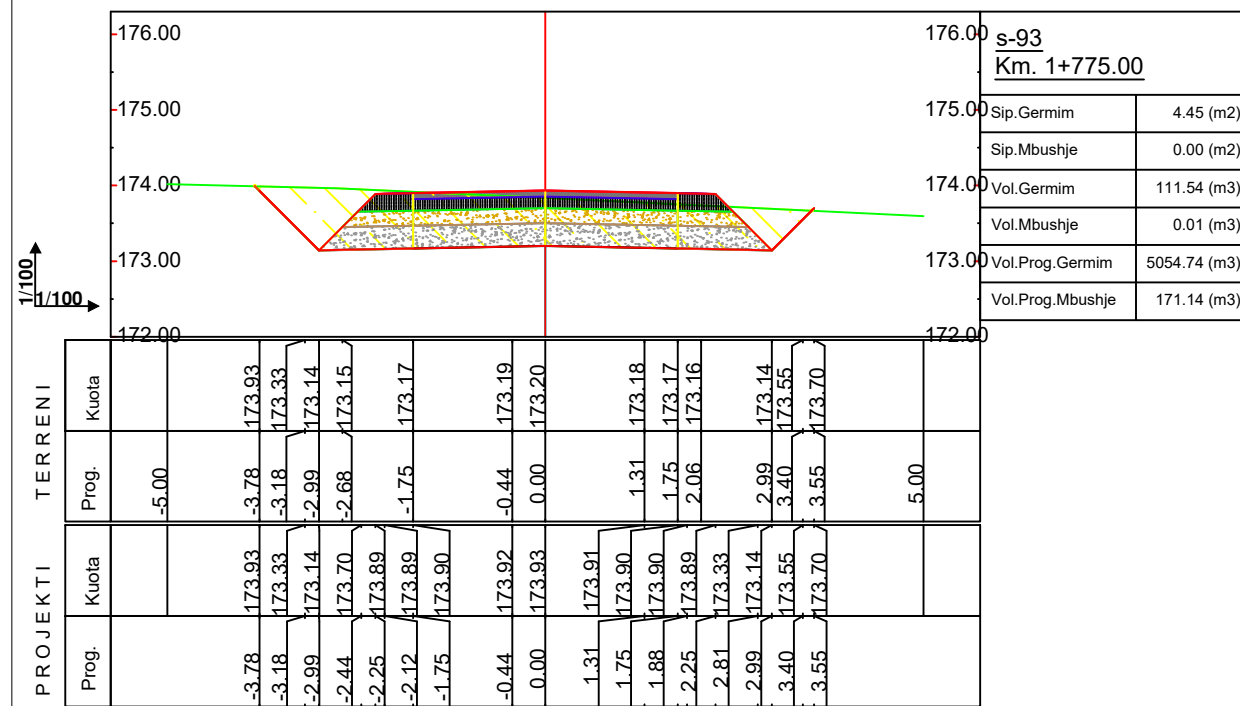 176.00 176.00
175.00 175.00
174.00 174.00
173.00 173.00
172.00 172.00
1/100
1/100
s-93
Km. 1+775.00
Sip.Germim 4.45 (m2)
Sip.Mbushje 0.00 (m2)
Vol.Germim 111.54 (m3)
Vol.Mbushje 0.01 (m3)
Vol.Prog.Germim 5054.74 (m3)
Vol.Prog.Mbushje 171.14 (m3)
TERRENI
Kuota 173.93 173.33 173.14 173.15 173.17 173.19 173.20 173.18 173.17 173.16 173.14 173.55 173.70
Prog. -5.00 -3.78 -3.18 -2.99 -2.68 -1.75 -0.44 0.00 1.31 1.75 2.06 2.99 3.40 3.55 5.00
PROJEKTI
Kuota 173.93 173.33 173.14 173.70 173.89 173.89 173.90 173.92 173.93 173.91 173.90 173.90 173.89 173.33 173.14 173.55 173.70
Prog. -3.78 -3.18 -2.99 -2.44 -2.25 -2.12 -1.75 -0.44 0.00 1.31 1.75 1.88 2.25 2.81 2.99 3.40 3.55